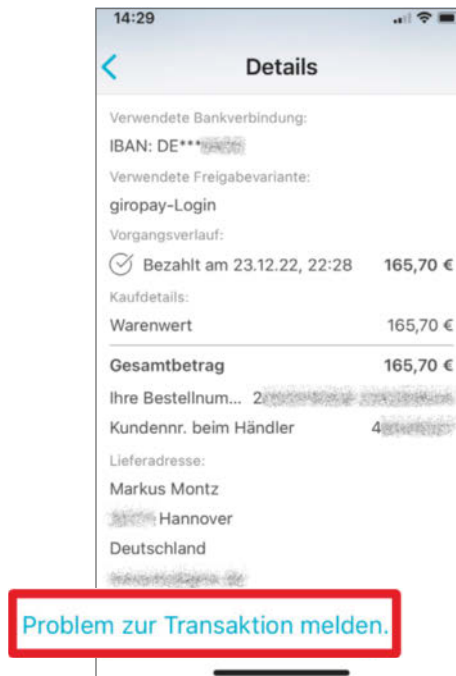 14:29
Details
Verwendete Bankverbindung:
IBAN: DE***
Verwendete Freigabevariante:
giropay-Login
Vorgangsverlauf:
Bezahlt am 23.12.22, 22:28 165,70 €
Kaufdetails:
Warenwert 165,70 €
Gesamtbetrag 165,70 €
Ihre Bestellnum... 2
Kundennr. beim Händler 4
Lieferadresse:
Markus Montz
Hannover
Deutschland
Problem zur Transaktion melden.